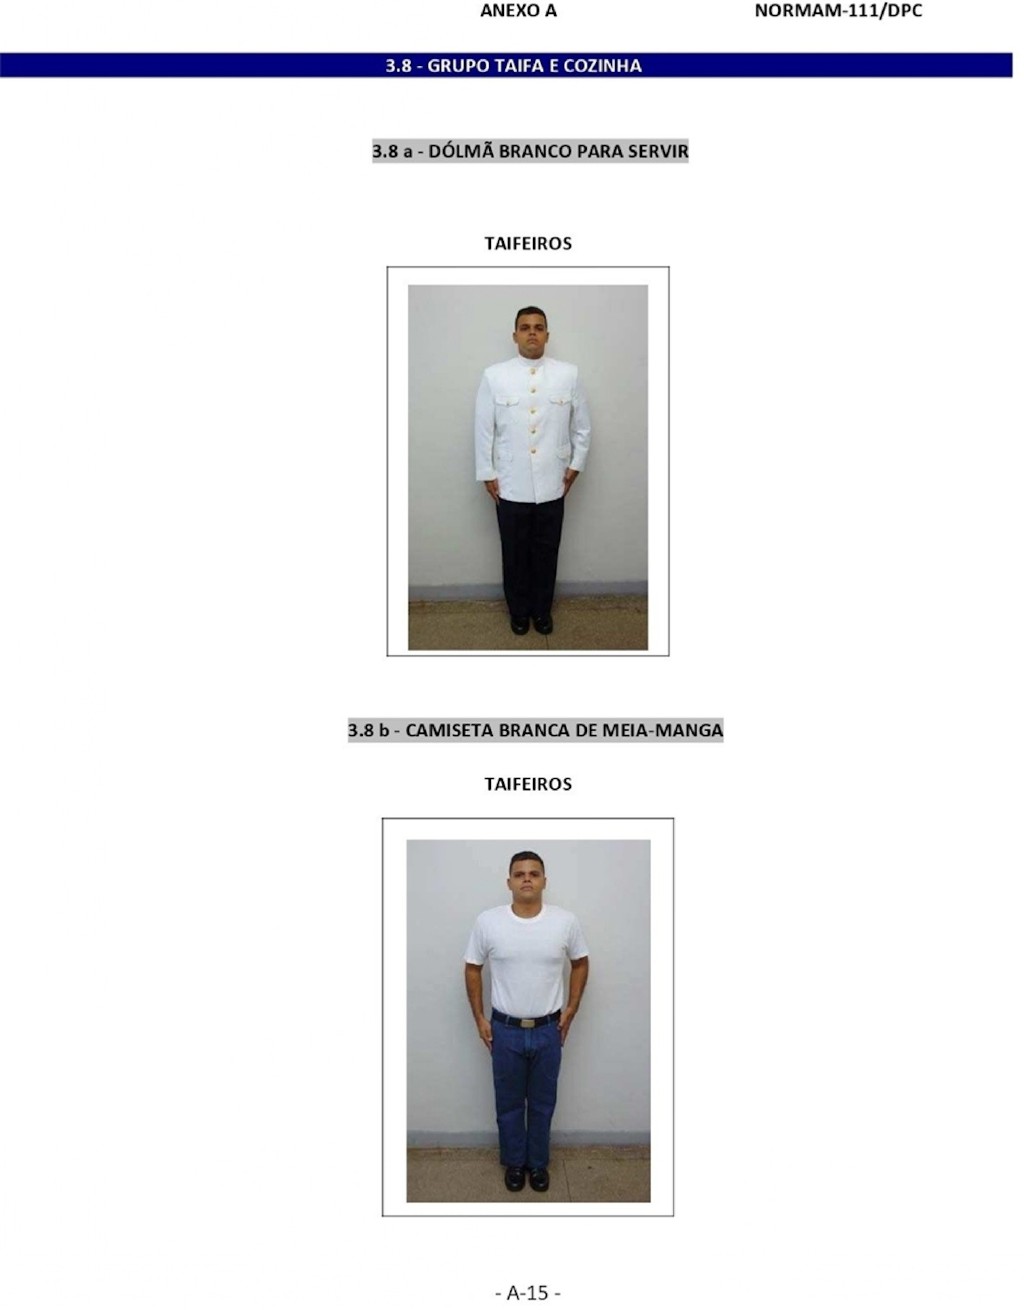 ANEXO A
NORMAM-111/DPC
3.8 - GRUPO TAIFA E COZINHA
3.8 a - DÓLMÃ BRANCO PARA SERVIR
TAIFEIROS
3.8 b - CAMISETA BRANCA DE MEIA-MANGA
TAIFEIROS
- A-15 -